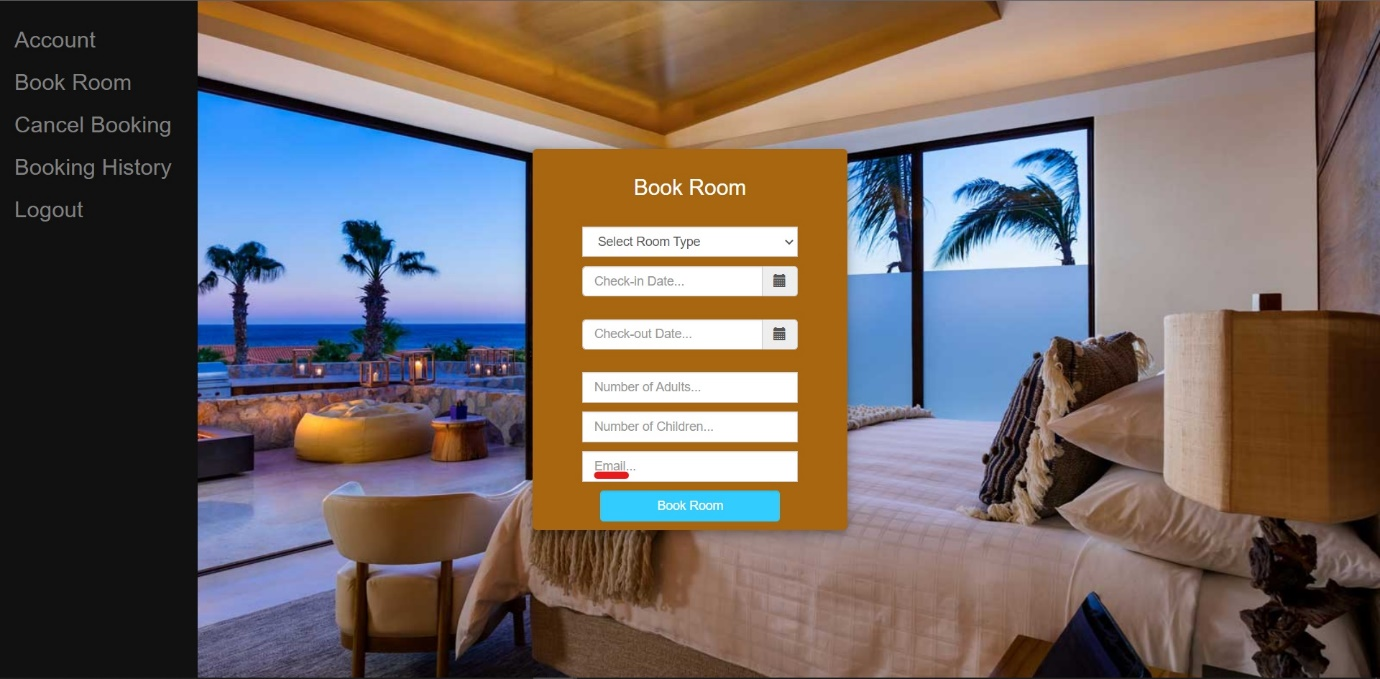 Account
Book Room
Cancel Booking
Booking History
Logout
Book Room
Select Room Type
Check-in Date...
Check-out Date...
Number of Adults...
Number of Children...
Email...
Book Room